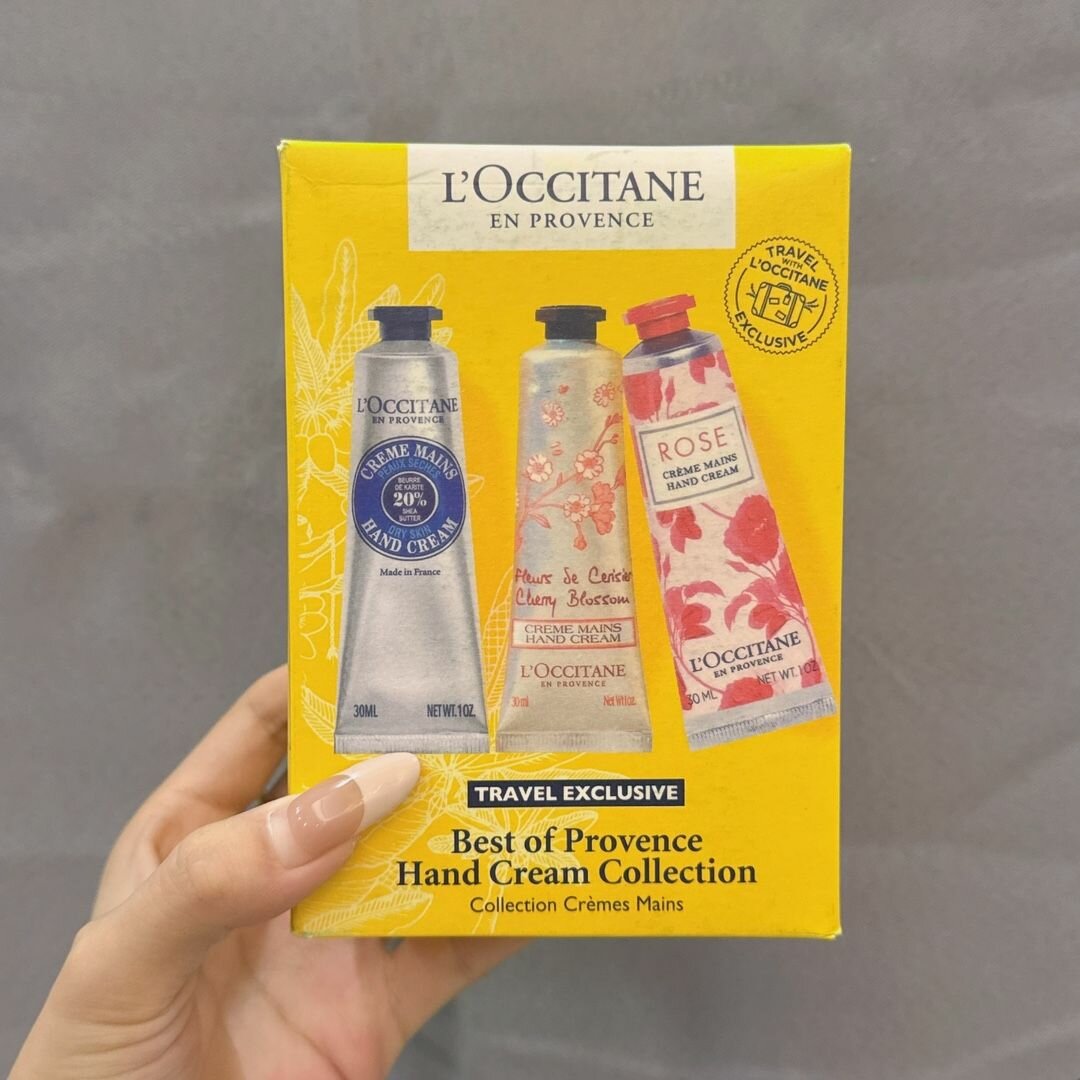 L'OCCITANE
EN PROVENCE
TRAVEL
WITH
L'OCCITANE
EXCLUSIVE
L'OCCITANE
EN PROVENCE
CREME MAINS
PEAUX SECHES
BEURRE
DE KARITE
20%
SHEA
BUTTER
DRY SKIN
HAND CREAM
Made in France
30ML NET WT. 1 OZ.
Fleurs de Cerisier
Cherry Blossom
CREME MAINS
HAND CREAM
L'OCCITANE
EN PROVENCE
30 ml Net Wt 1 oz
ROSE
CRÈME MAINS
HAND CREAM
L'OCCITANE
EN PROVENCE
30 ML NET WT. 1 OZ
TRAVEL EXCLUSIVE
Best of Provence
Hand Cream Collection
Collection Crèmes Mains